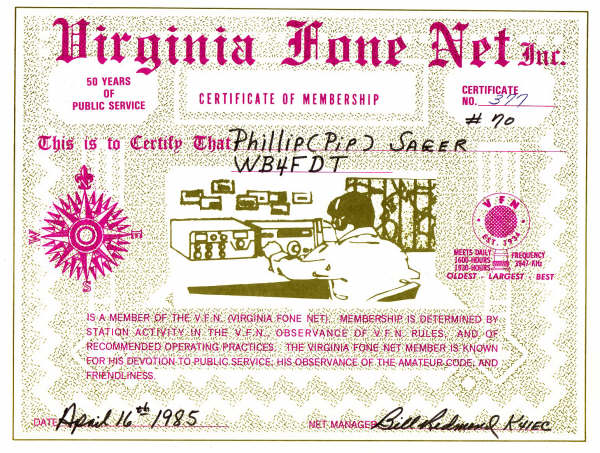 Virginia Fone Net Inc.
50 YEARS
OF
PUBLIC SERVICE
CERTIFICATE OF MEMBERSHIP
CERTIFICATE
NO. 377
# 70
This is to Certify That Phillip (Pip) SAGER
WB4FDT
N
W
E
S
V F N
EST. 193
MEETS DAILY
1600-HOURS
1930-HOURS
FREQUENCY
3947-KHz
OLDEST - LARGEST - BEST
IS A MEMBER OF THE V.F.N. (VIRGINIA FONE NET). MEMBERSHIP IS DETERMINED BY
STATION ACTIVITY IN THE V.F.N., OBSERVANCE OF V.F.N. RULES, AND OF
RECOMMENDED OPERATING PRACTICES. THE VIRGINIA FONE NET MEMBER IS KNOWN
FOR HIS DEVOTION TO PUBLIC SERVICE, HIS OBSERVANCE OF THE AMATEUR CODE, AND
FRIENDLINESS.
DATE April 16th 1985
NET MANAGER Bill Redmond K4IEC